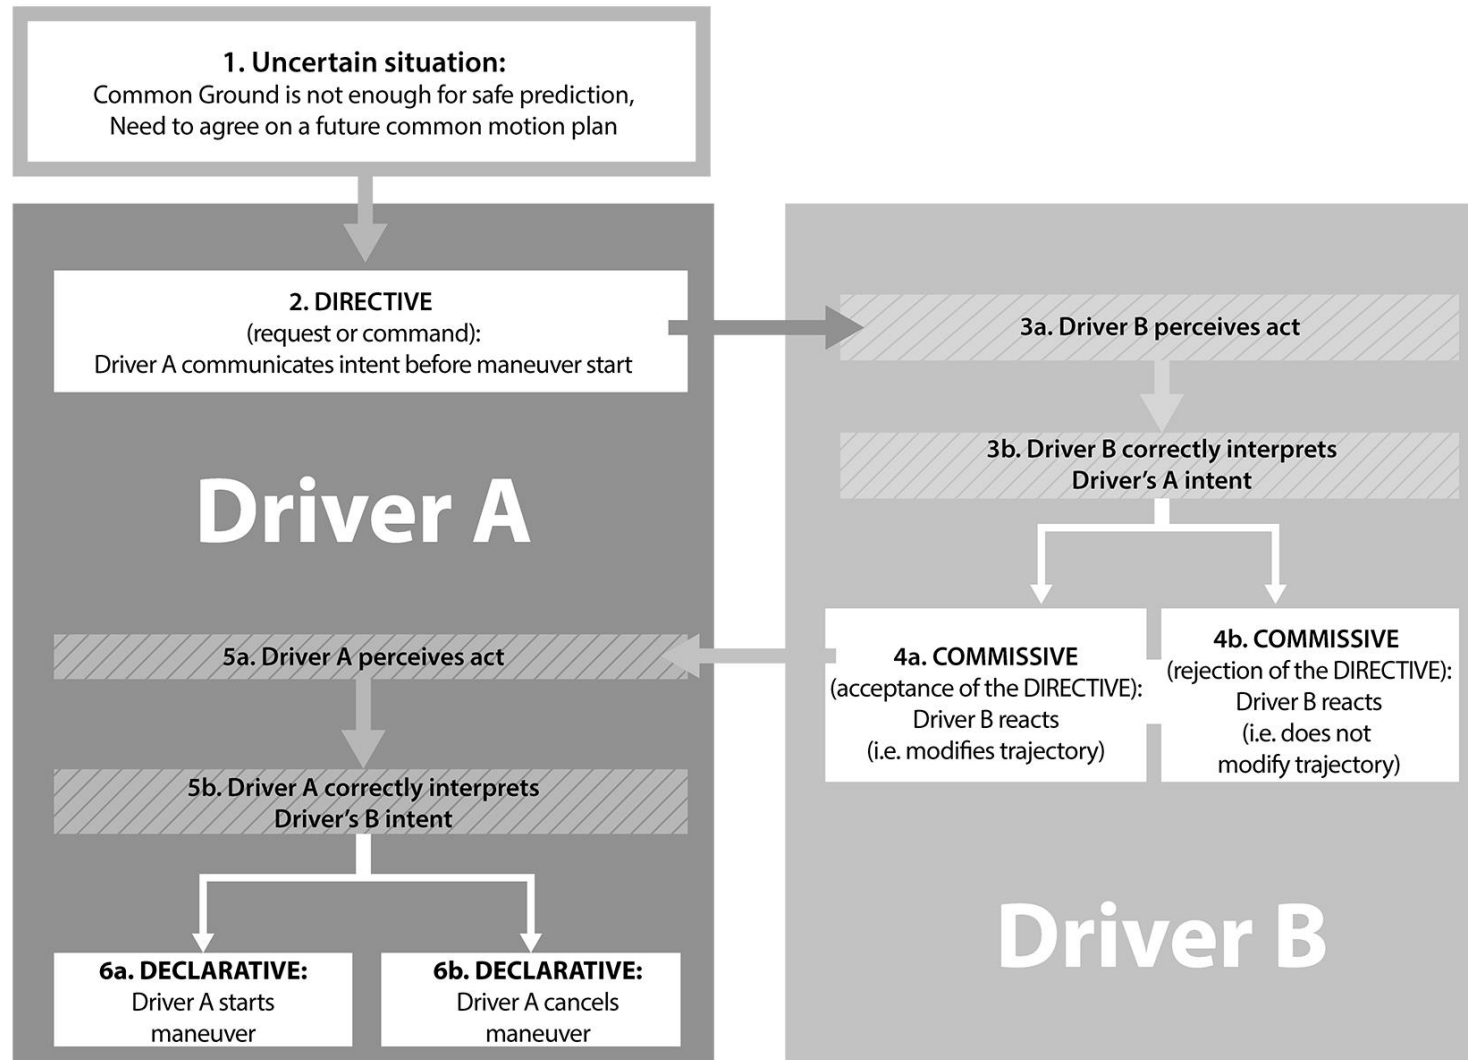 1. Uncertain situation:
Common Ground is not enough for safe prediction,
Need to agree on a future common motion plan
2. DIRECTIVE
(request or command):
Driver A communicates intent before maneuver start
Driver A
3a. Driver B perceives act
3b. Driver B correctly interprets
Driver's A intent
4a. COMMISSIVE
(acceptance of the DIRECTIVE):
Driver B reacts
(i.e. modifies trajectory)
4b. COMMISSIVE
(rejection of the DIRECTIVE):
Driver B reacts
(i.e. does not
modify trajectory)
5a. Driver A perceives act
5b. Driver A correctly interprets
Driver's B intent
6a. DECLARATIVE:
Driver A starts
maneuver
6b. DECLARATIVE:
Driver A cancels
maneuver
Driver B